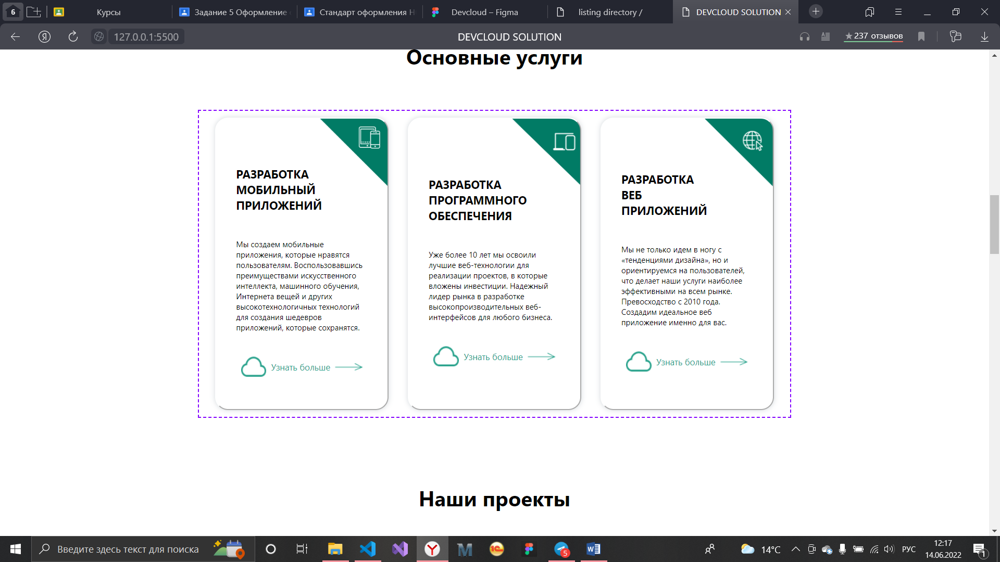 6
Курсы
Задание 5 Оформление
Стандарт оформления H
Devcloud – Figma
listing directory /
DEVCLOUD SOLUTION
127.0.0.1:5500
DEVCLOUD SOLUTION
237 отзывов
Основные услуги
РАЗРАБОТКА
МОБИЛЬНЫЙ
ПРИЛОЖЕНИЙ
Мы создаем мобильные
приложения, которые нравятся
пользователям. Воспользовавшись
преимуществами искусственного
интеллекта, машинного обучения,
Интернета вещей и других
высокотехнологичных технологий
для создания шедевров
приложений, которые сохранятся.
Узнать больше
РАЗРАБОТКА
ПРОГРАММНОГО
ОБЕСПЕЧЕНИЯ
Уже более 10 лет мы освоили
лучшие веб-технологии для
реализации проектов, в которые
вложены инвестиции. Надежный
лидер рынка в разработке
высокопроизводительных веб-
интерфейсов для любого бизнеса.
Узнать больше
РАЗРАБОТКА
ВЕБ
ПРИЛОЖЕНИЙ
Мы не только идем в ногу с
«тенденциями дизайна», но и
ориентируемся на пользователей,
что делает наши услуги наиболее
эффективными на всем рынке.
Превосходство с 2010 года.
Создадим идеальное веб
приложение именно для вас.
Узнать больше
Наши проекты
Введите здесь текст для поиска
5
14°C
РУС
12:17
14.06.2022
1